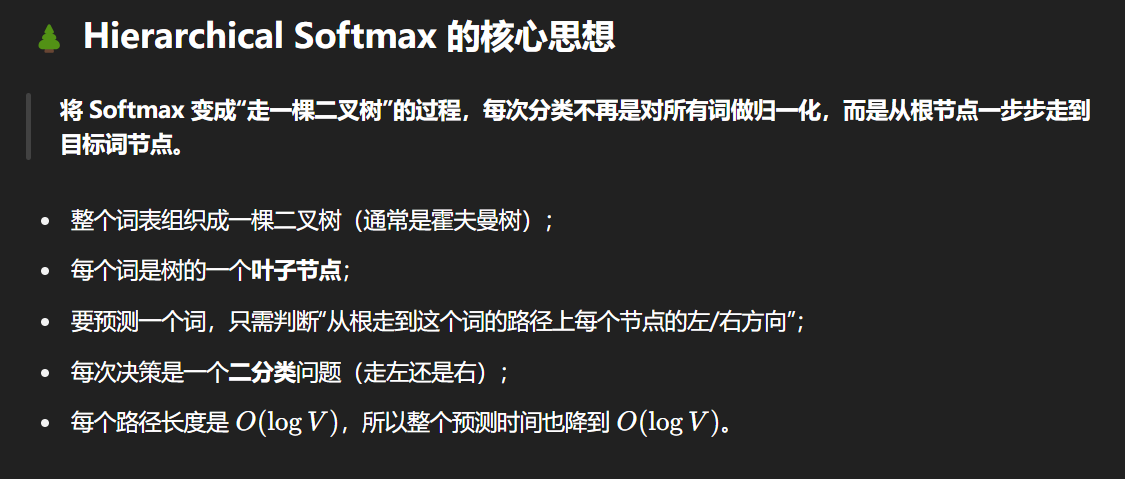 🌲 Hierarchical Softmax 的核心思想
将 Softmax 变成“走一棵二叉树”的过程，每次分类不再是对所有词做归一化，而是从根节点一步步走到
目标词节点。
• 整个词表组织成一棵二叉树（通常是霍夫曼树）；
• 每个词是树的一个叶子节点；
• 要预测一个词，只需判断“从根走到这个词的路径上每个节点的左/右方向”；
• 每次决策是一个二分类问题（走左还是右）；
• 每个路径长度是 O(log V)，所以整个预测时间也降到 O(log V)。